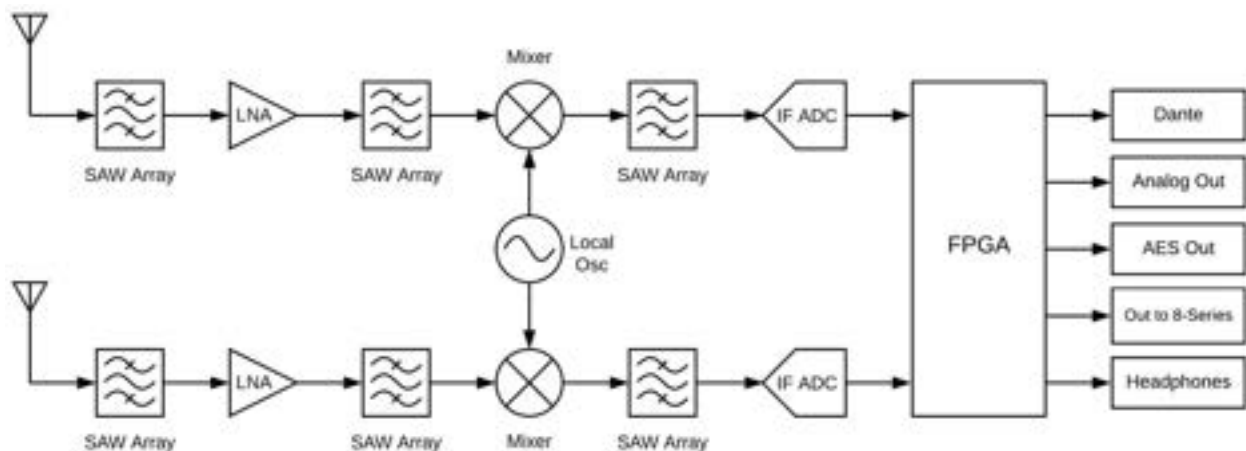 Mixer
LNA
IF ADC
SAW Array
SAW Array
SAW Array
Dante
Analog Out
Local
Osc
FPGA
AES Out
Out to 8-Series
LNA
IF ADC
Headphones
SAW Array
Mixer
SAW Array
SAW Array